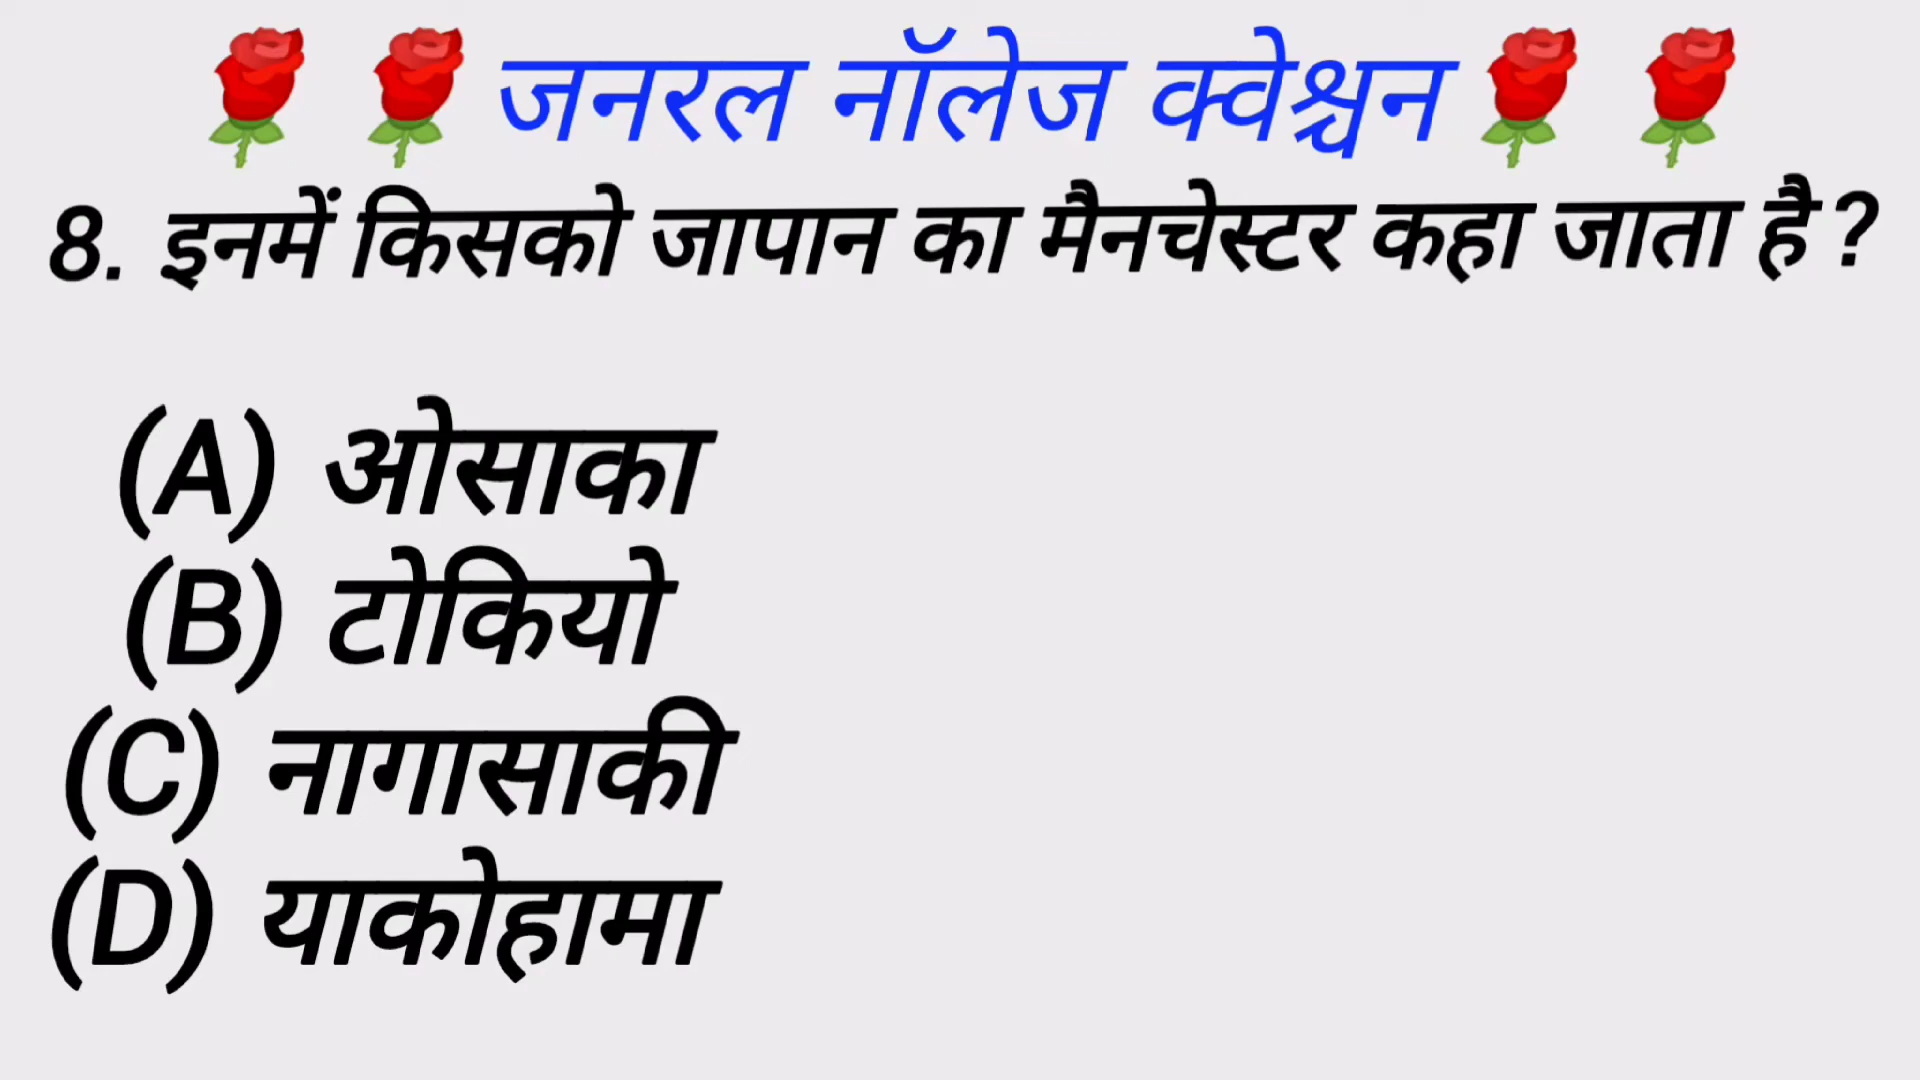 🌹 🌹 जनरल नॉलेज क्वेश्चन 🌹 🌹
8. इनमें किसको जापान का मैनचेस्टर कहा जाता है ?
(A) ओसाका
(B) टोकियो
(C) नागासाकी
(D) याकोहामा